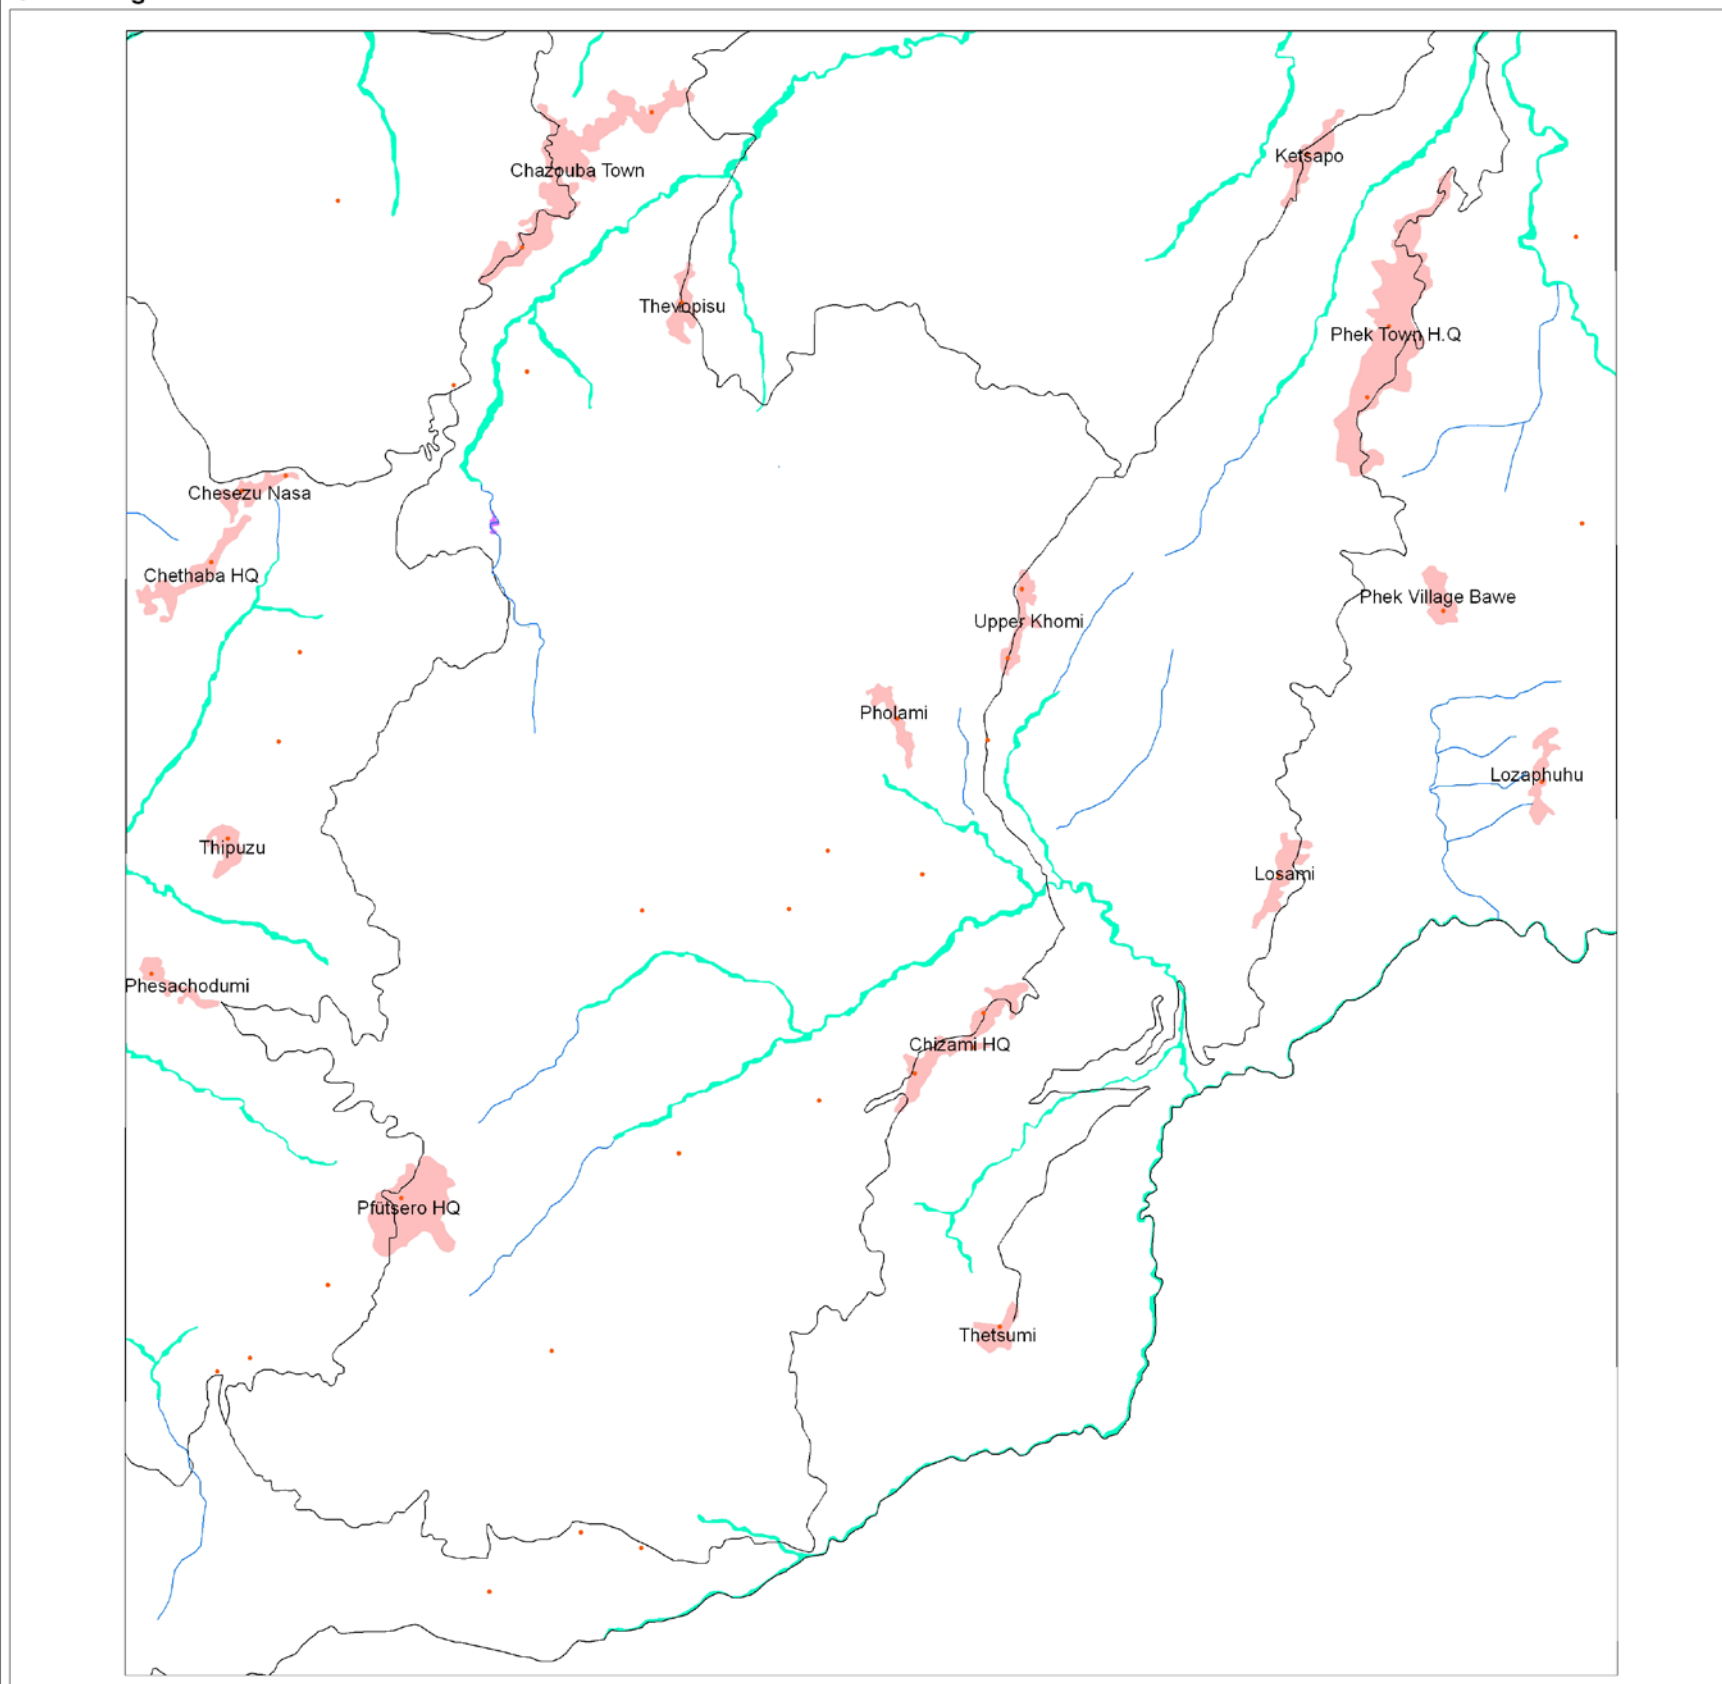 Ketsapo
Chazouba Town
Thevopisu
Phek Town H.Q
Chesezu Nasa
Chethaba HQ
Phek Village Bawe
Upper Khomi
Pholami
Lozaphuhu
Thipuzu
Losami
Phesachodumi
Chizami HQ
Pfütsero HQ
Thetsumi